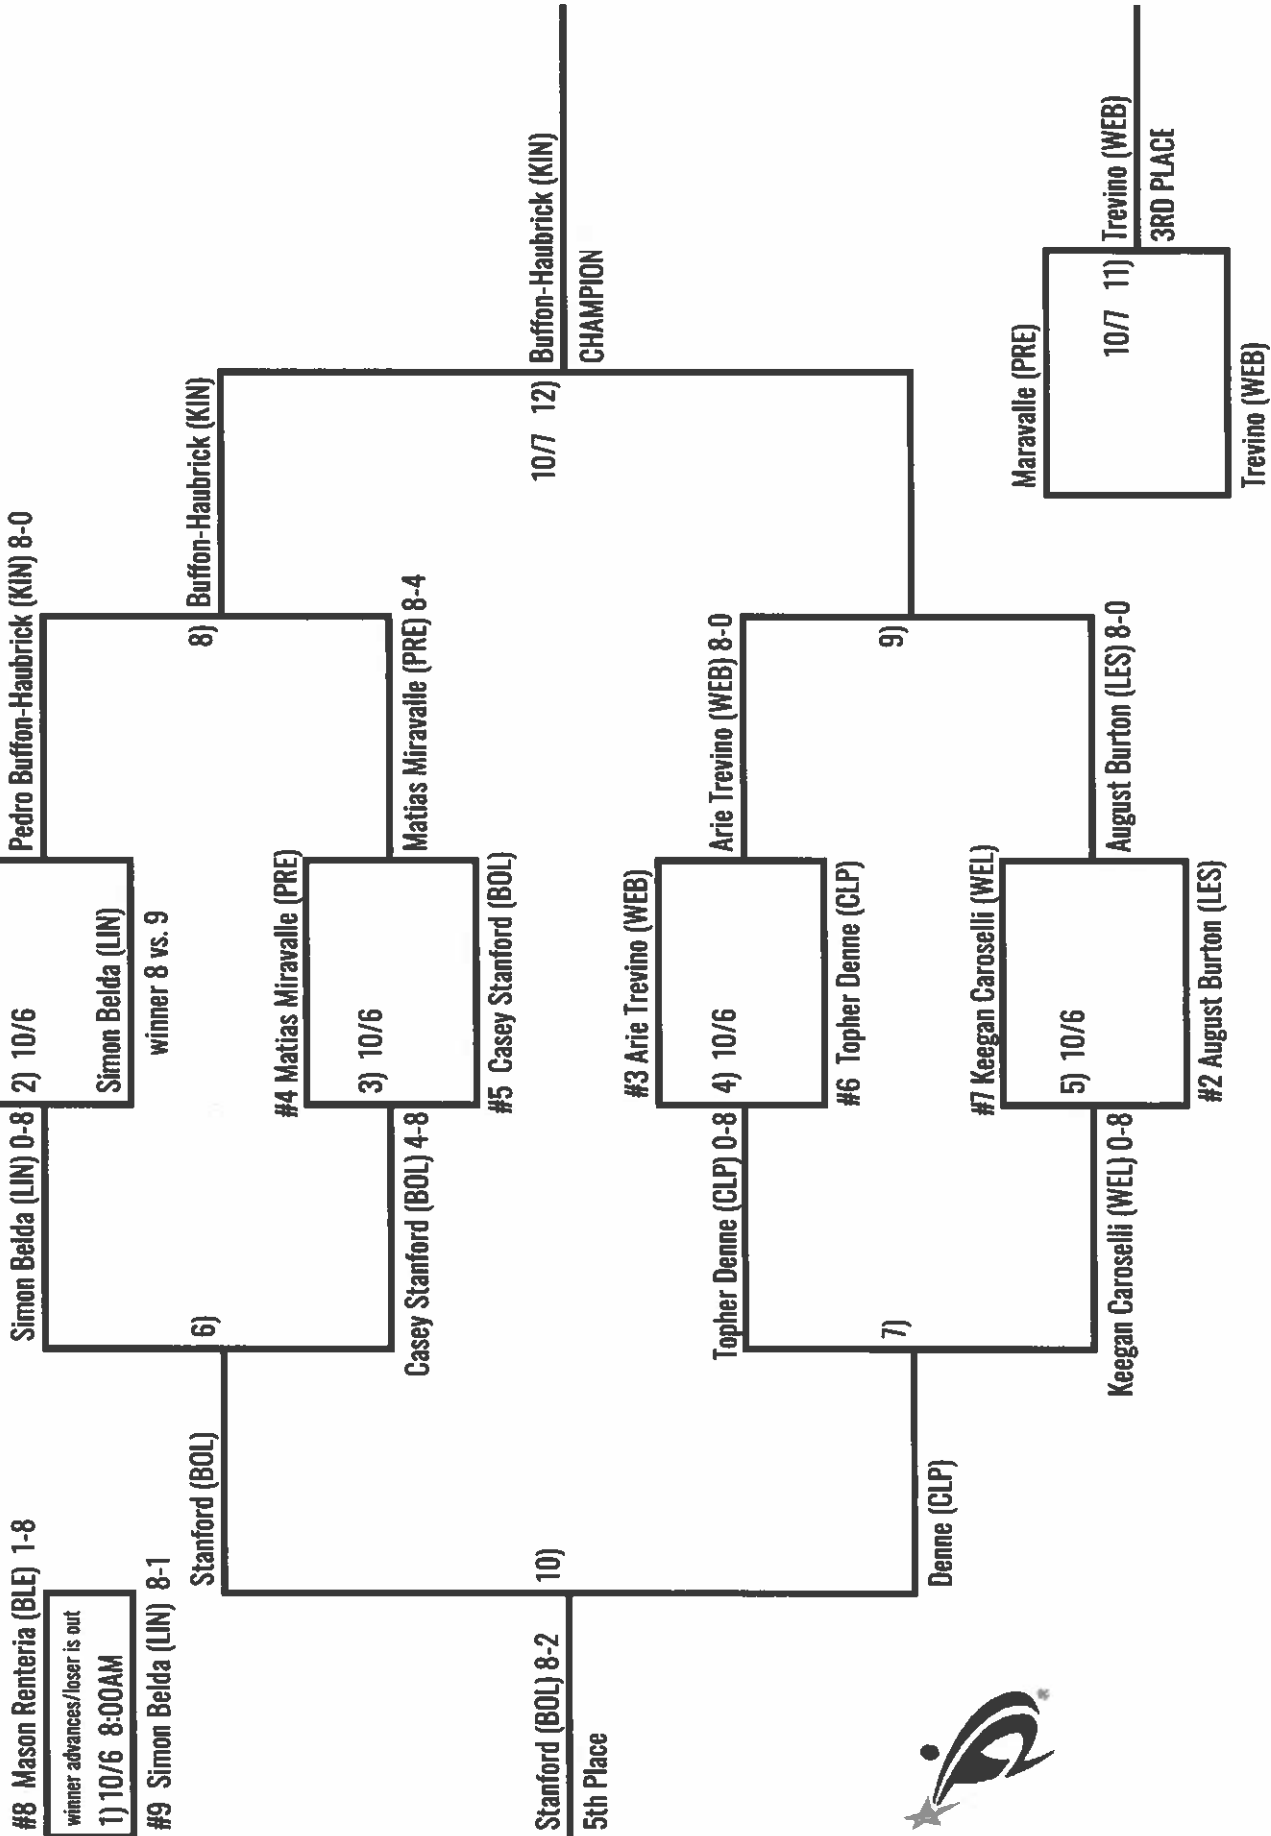 #8 Mason Renteria (BLE) 1-8
winner advances/loser is out
1) 10/6 8:00AM
#9 Simon Belda (LIN) 8-1
Simon Belda (LIN) 0-8
2) 10/6
Simon Belda (LIN)
winner 8 vs. 9
Pedro Buffon-Haubrick (KIN) 8-0
Stanford (BOL)
6)
8)
Buffon-Haubrick (KIN)
#4 Matias Miravalle (PRE)
3) 10/6
#5 Casey Stanford (BOL)
Casey Stanford (BOL) 4-8
Matias Miravalle (PRE) 8-4
Stanford (BOL) 8-2
5th Place
10)
10/7 12)
Buffon-Haubrick (KIN)
CHAMPION
#3 Arie Trevino (WEB)
4) 10/6
#6 Topher Denne (CLP)
Topher Denne (CLP) 0-8
Arie Trevino (WEB) 8-0
7)
9)
Denne (CLP)
#7 Keegan Caroselli (WEL)
5) 10/6
#2 August Burton (LES)
Keegan Caroselli (WEL) 0-8
August Burton (LES) 8-0
Maravalle (PRE)
10/7 11)
Trevino (WEB)
Trevino (WEB)
3RD PLACE